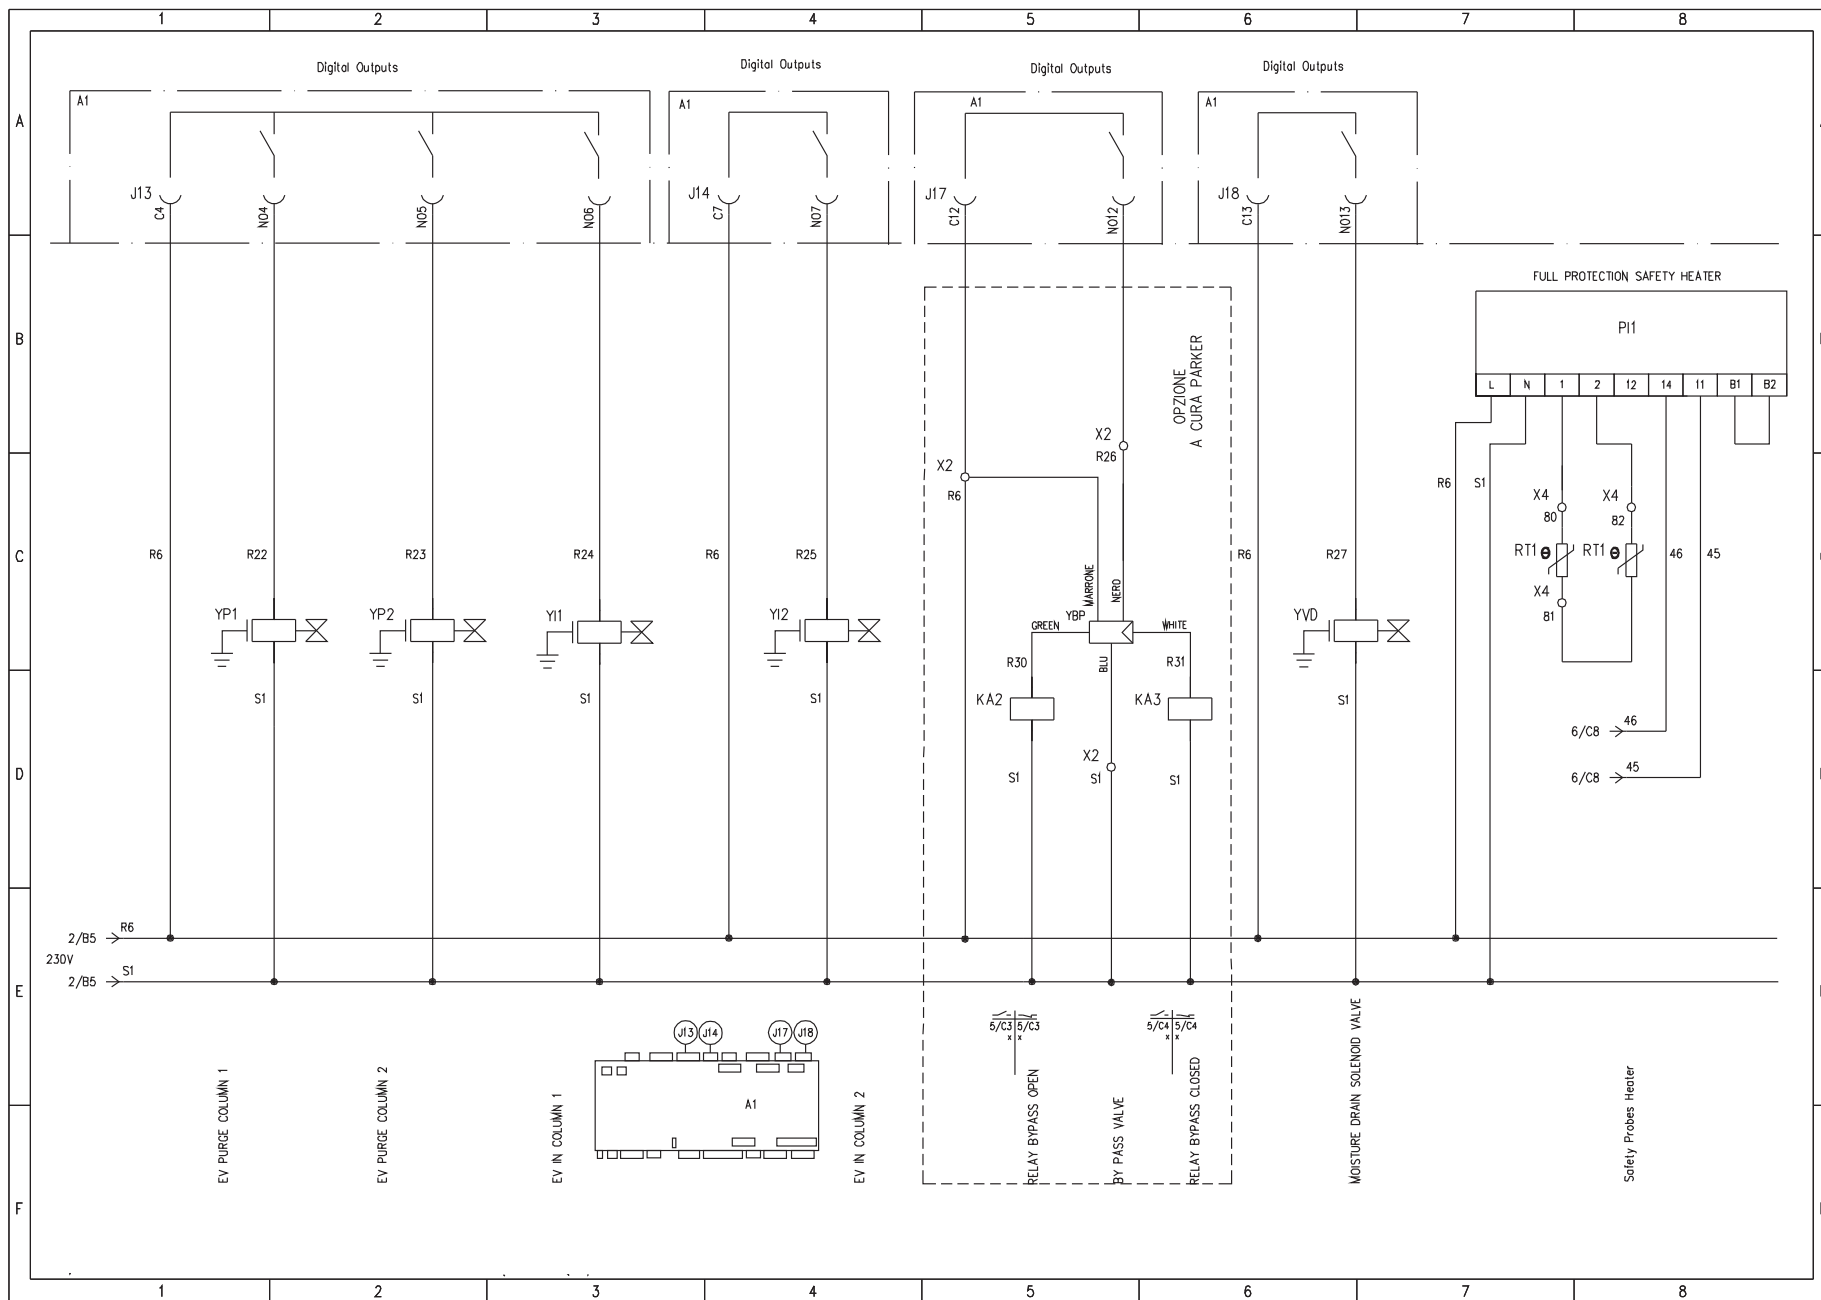 1 2 3 4 5 6 7 8
Digital Outputs
Digital Outputs
Digital Outputs
Digital Outputs
A
A1
A1
A1
A1
J13
J14
J17
J18
C4
NO4
NO5
NO6
C7
NO7
C12
NO12
C13
NO13
B
FULL PROTECTION SAFETY HEATER
PI1
L N 1 2 12 14 11 B1 B2
OPZIONE
A CURA PARKER
X2
R26
X2
R6
R6
S1
X4
80
X4
82
C
R6
R22
R23
R24
R6
R25
R6
R27
RT1 Θ
RT1 Θ
46
45
X4
81
MARRONE
NERO
YP1
YP2
YI1
YI2
YBP
YVD
GREEN
WHITE
BLU
R30
R31
S1
S1
S1
S1
S1
KA2
KA3
6/C8
46
6/C8
45
D
X2
S1
S1
S1
2/B5
R6
230V
2/B5
S1
E
5/C3 5/C3
x x
5/C4 5/C4
x x
J13
J14
J17
J18
A1
EV PURGE COLUMN 1
EV PURGE COLUMN 2
EV IN COLUMN 1
EV IN COLUMN 2
RELAY BYPASS OPEN
BY PASS VALVE
RELAY BYPASS CLOSED
MOISTURE DRAIN SOLENOID VALVE
Safety Probes Heater
F
1 2 3 4 5 6 7 8